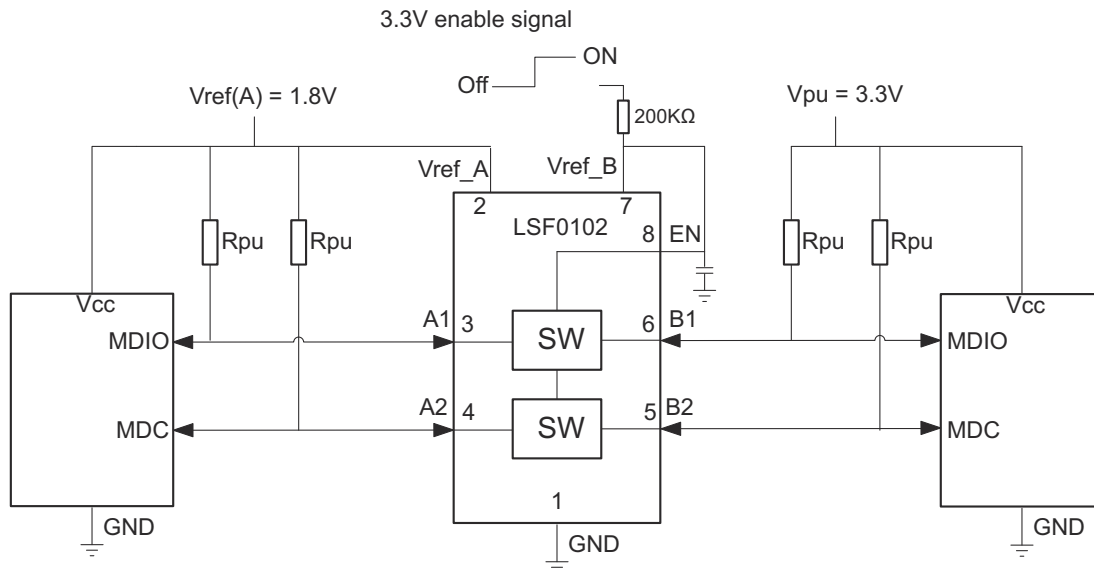 3.3V enable signal
Off
ON
Vref(A) = 1.8V
200KΩ
Vpu = 3.3V
Vref_A
Vref_B
2
7
LSF0102
8
EN
Rpu
Rpu
Rpu
Rpu
Vcc
MDIO
MDC
GND
A1
3
SW
6
B1
A2
4
SW
5
B2
1
GND
Vcc
MDIO
MDC
GND